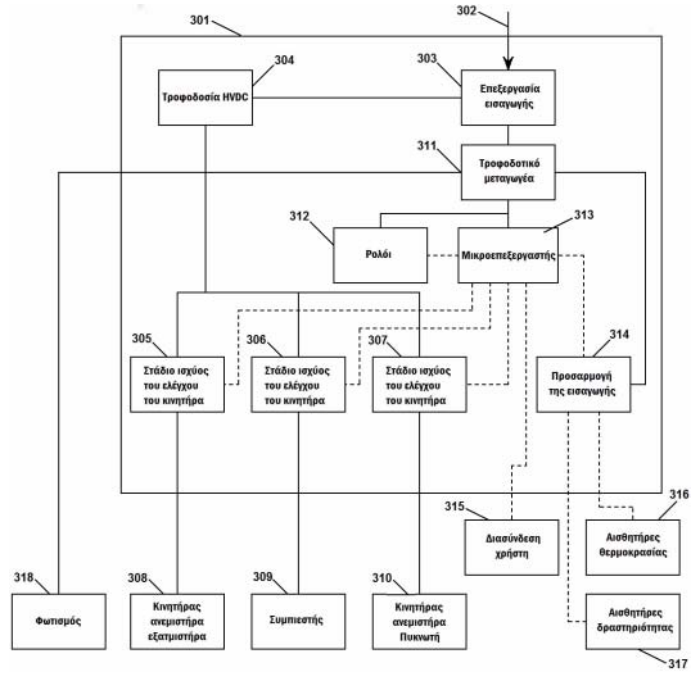 301
302
304
303
Τροφοδοσία HVDC
Επεξεργασία
εισαγωγής
311
Τροφοδοτικό
μεταγωγέα
312
313
Ρολόι
Μικροεπεξεργαστής
305
306
307
314
Στάδιο ισχύος
του ελέγχου
του κινητήρα
Στάδιο ισχύος
του ελέγχου
του κινητήρα
Στάδιο ισχύος
του ελέγχου
του κινητήρα
Προσαρμογή
της εισαγωγής
315
316
Διασύνδεση
χρήστη
Αισθητήρες
θερμοκρασίας
318
308
309
310
Φωτισμός
Κινητήρας
ανεμιστήρα
εξατμιστήρα
Συμπιεστής
Κινητήρας
ανεμιστήρα
Πυκνωτή
Αισθητήρες
δραστηριότητας
317